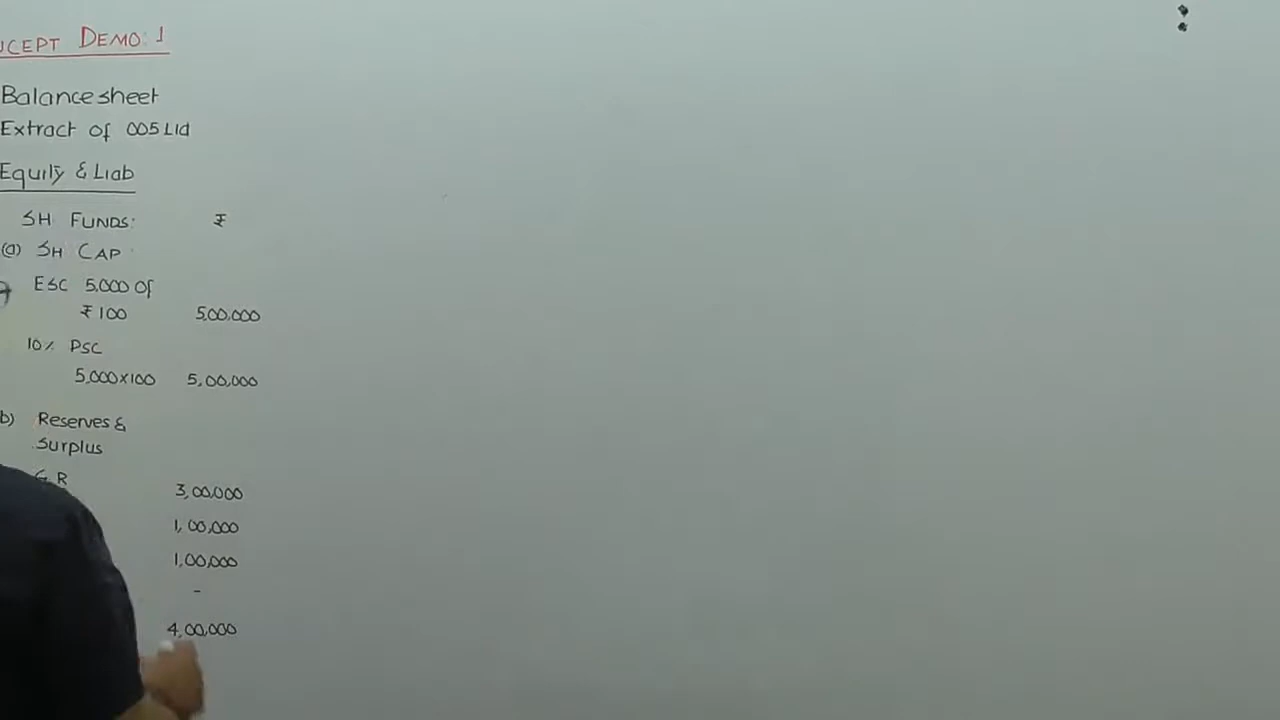 CEPT DEMO: 1
Balance sheet
Extract of 005 Ltd
Equity & Liab
SH FUNDS: ₹
(a) SH CAP
ESC 5,000 of
₹ 100 5,00,000
10% PSC
5,000×100 5,00,000
b) Reserves &
Surplus
G R
3,00,000
1,00,000
1,00,000
-
4,00,000